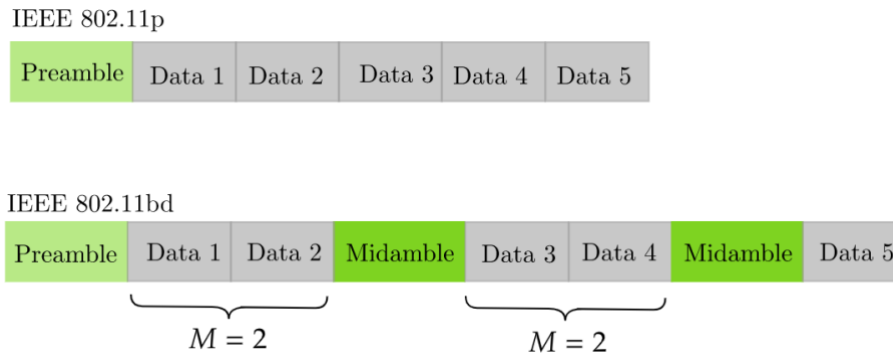 IEEE 802.11p
Preamble Data 1 Data 2 Data 3 Data 4 Data 5
IEEE 802.11bd
Preamble Data 1 Data 2 Midamble Data 3 Data 4 Midamble Data 5
M = 2 M = 2